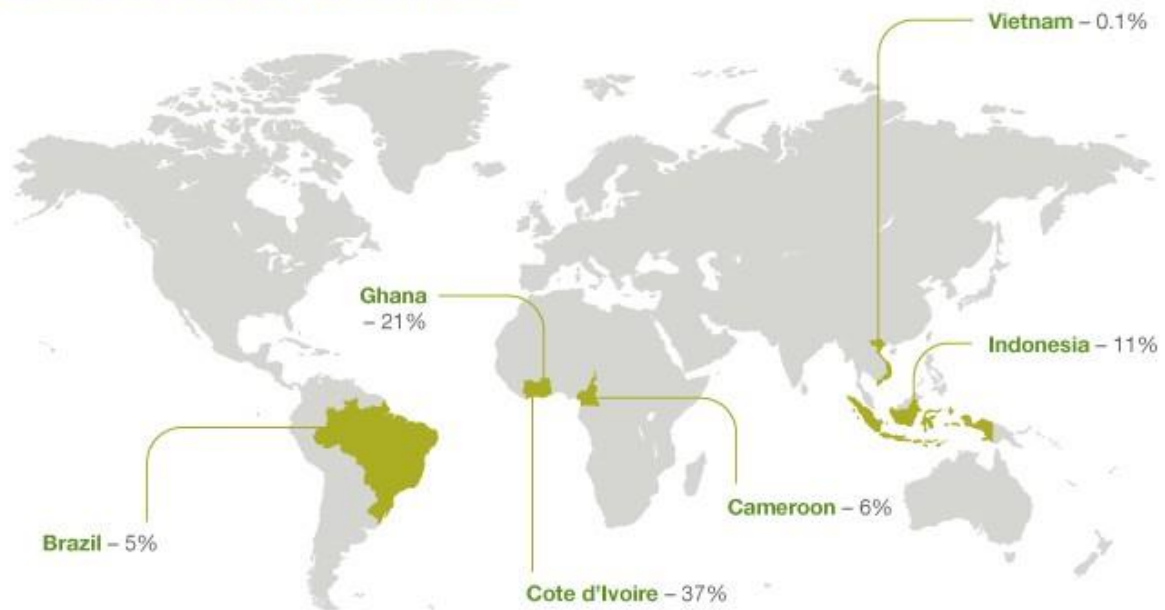 Vietnam – 0.1%
Ghana
– 21%
Indonesia – 11%
Cameroon – 6%
Brazil – 5%
Cote d'Ivoire – 37%